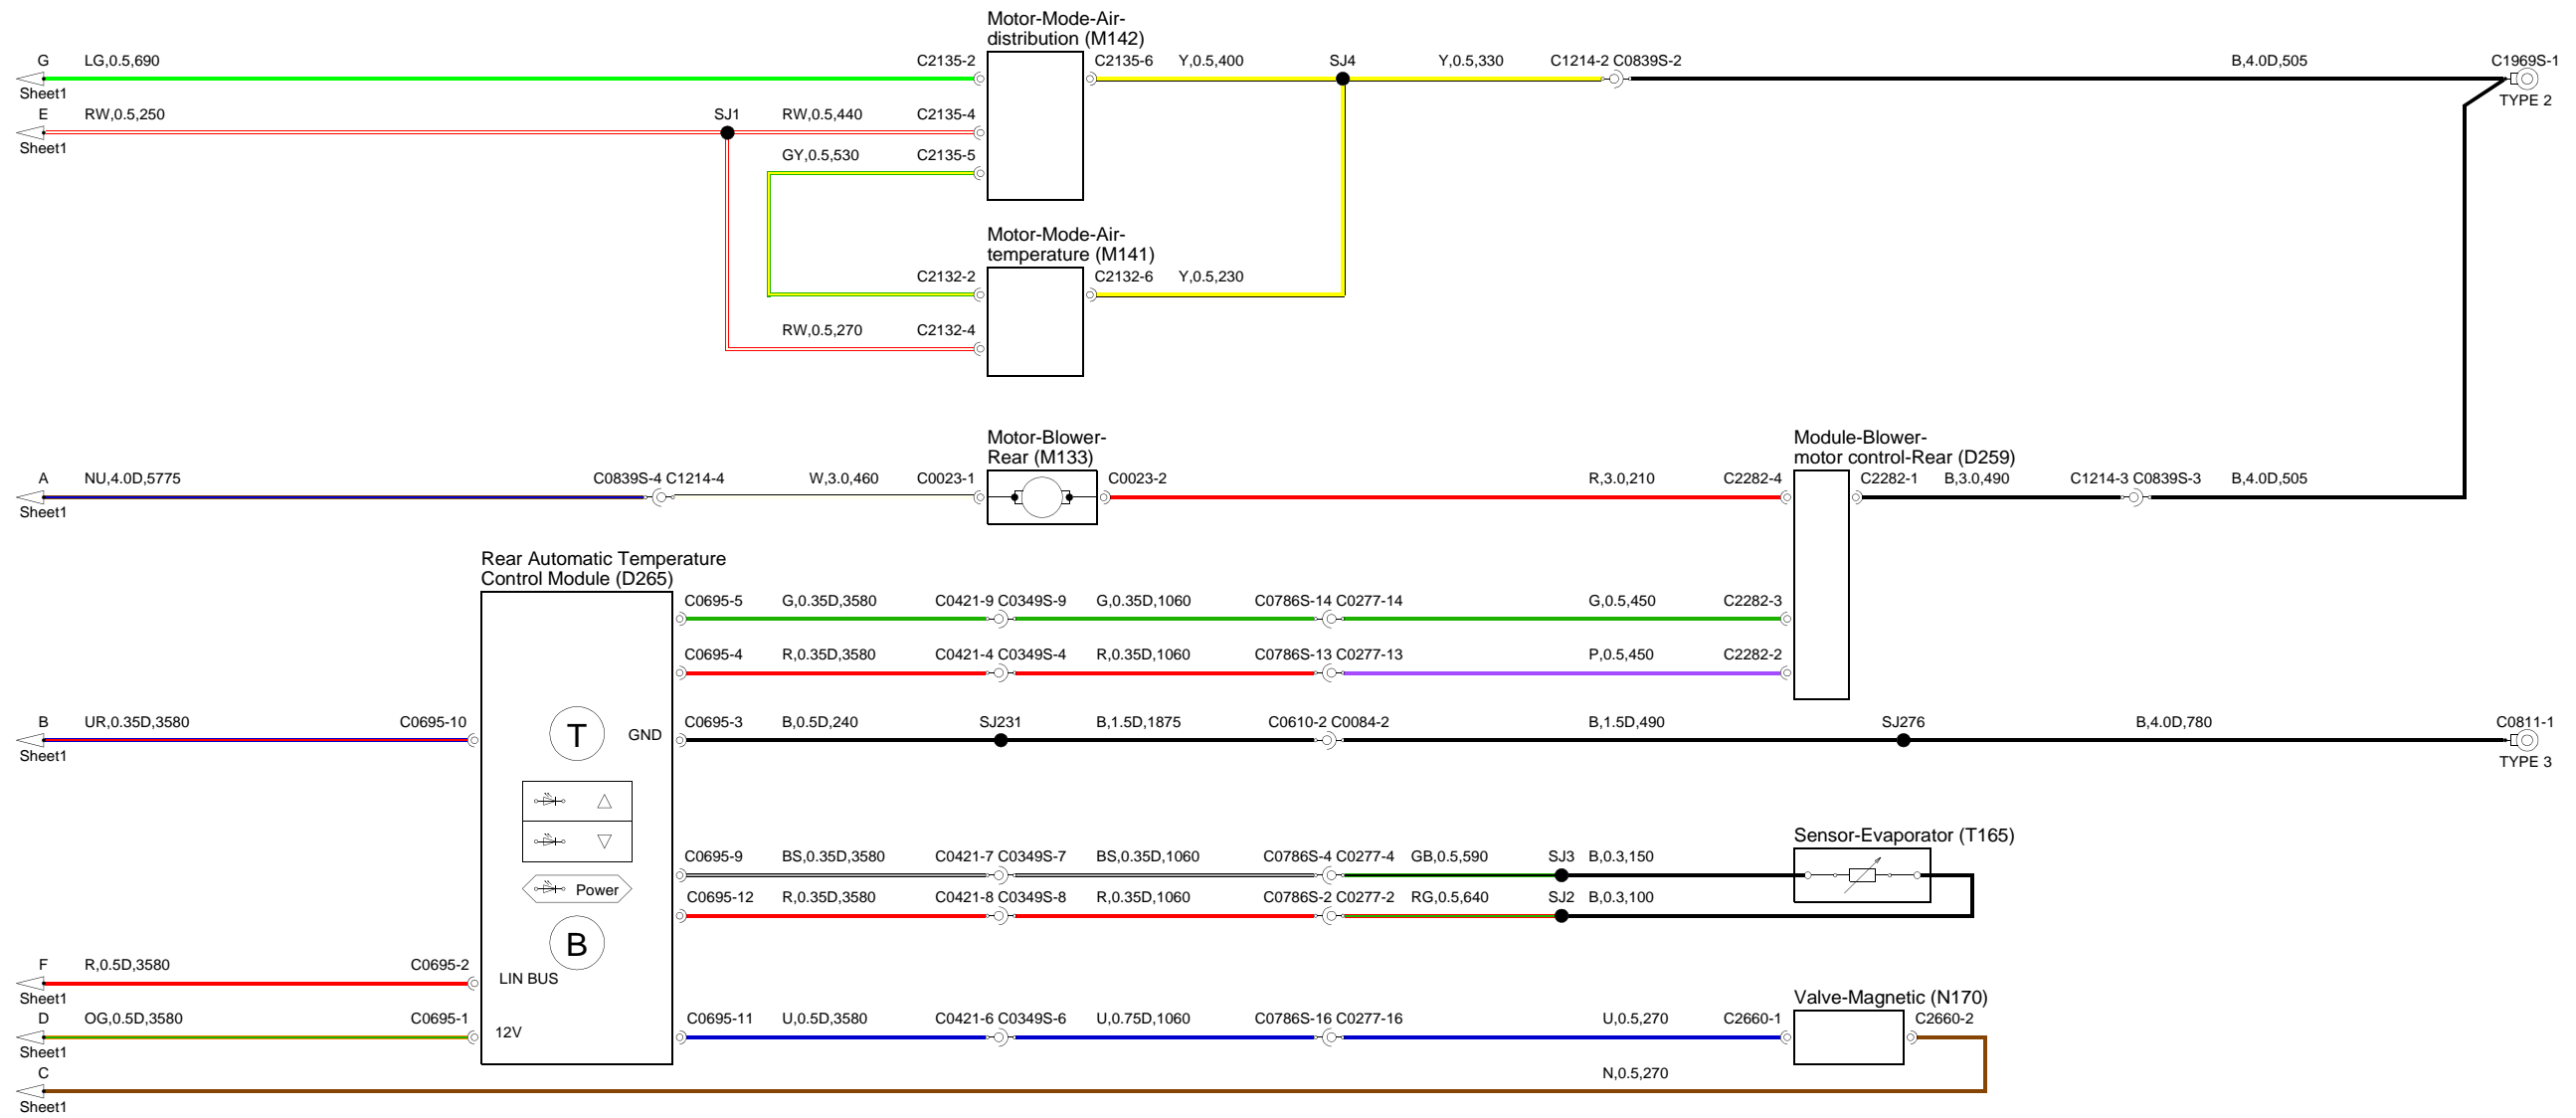 Motor-Mode-Air-
distribution (M142)
G LG,0.5,690 C2135-2 C2135-6 Y,0.5,400 SJ4 Y,0.5,330 C1214-2 C0839S-2 B,4.0D,505 C1969S-1
Sheet1 TYPE 2
E RW,0.5,250 SJ1 RW,0.5,440 C2135-4
Sheet1
GY,0.5,530 C2135-5
Motor-Mode-Air-
temperature (M141)
C2132-2 C2132-6 Y,0.5,230
RW,0.5,270 C2132-4
Motor-Blower-
Rear (M133)
Module-Blower-
motor control-Rear (D259)
A NU,4.0D,5775 C0839S-4 C1214-4 W,3.0,460 C0023-1 C0023-2 R,3.0,210 C2282-4 C2282-1 B,3.0,490 C1214-3 C0839S-3 B,4.0D,505
Sheet1
Rear Automatic Temperature
Control Module (D265)
C0695-5 G,0.35D,3580 C0421-9 C0349S-9 G,0.35D,1060 C0786S-14 C0277-14 G,0.5,450 C2282-3
C0695-4 R,0.35D,3580 C0421-4 C0349S-4 R,0.35D,1060 C0786S-13 C0277-13 P,0.5,450 C2282-2
B UR,0.35D,3580 C0695-10 T GND C0695-3 B,0.5D,240 SJ231 B,1.5D,1875 C0610-2 C0084-2 B,1.5D,490 SJ276 B,4.0D,780 C0811-1
Sheet1 TYPE 3
Sensor-Evaporator (T165)
C0695-9 BS,0.35D,3580 C0421-7 C0349S-7 BS,0.35D,1060 C0786S-4 C0277-4 GB,0.5,590 SJ3 B,0.3,150
Power
C0695-12 R,0.35D,3580 C0421-8 C0349S-8 R,0.35D,1060 C0786S-2 C0277-2 RG,0.5,640 SJ2 B,0.3,100
B
F R,0.5D,3580 C0695-2 LIN BUS
Sheet1
Valve-Magnetic (N170)
D OG,0.5D,3580 C0695-1 12V C0695-11 U,0.5D,3580 C0421-6 C0349S-6 U,0.75D,1060 C0786S-16 C0277-16 U,0.5,270 C2660-1 C2660-2
Sheet1
C N,0.5,270
Sheet1